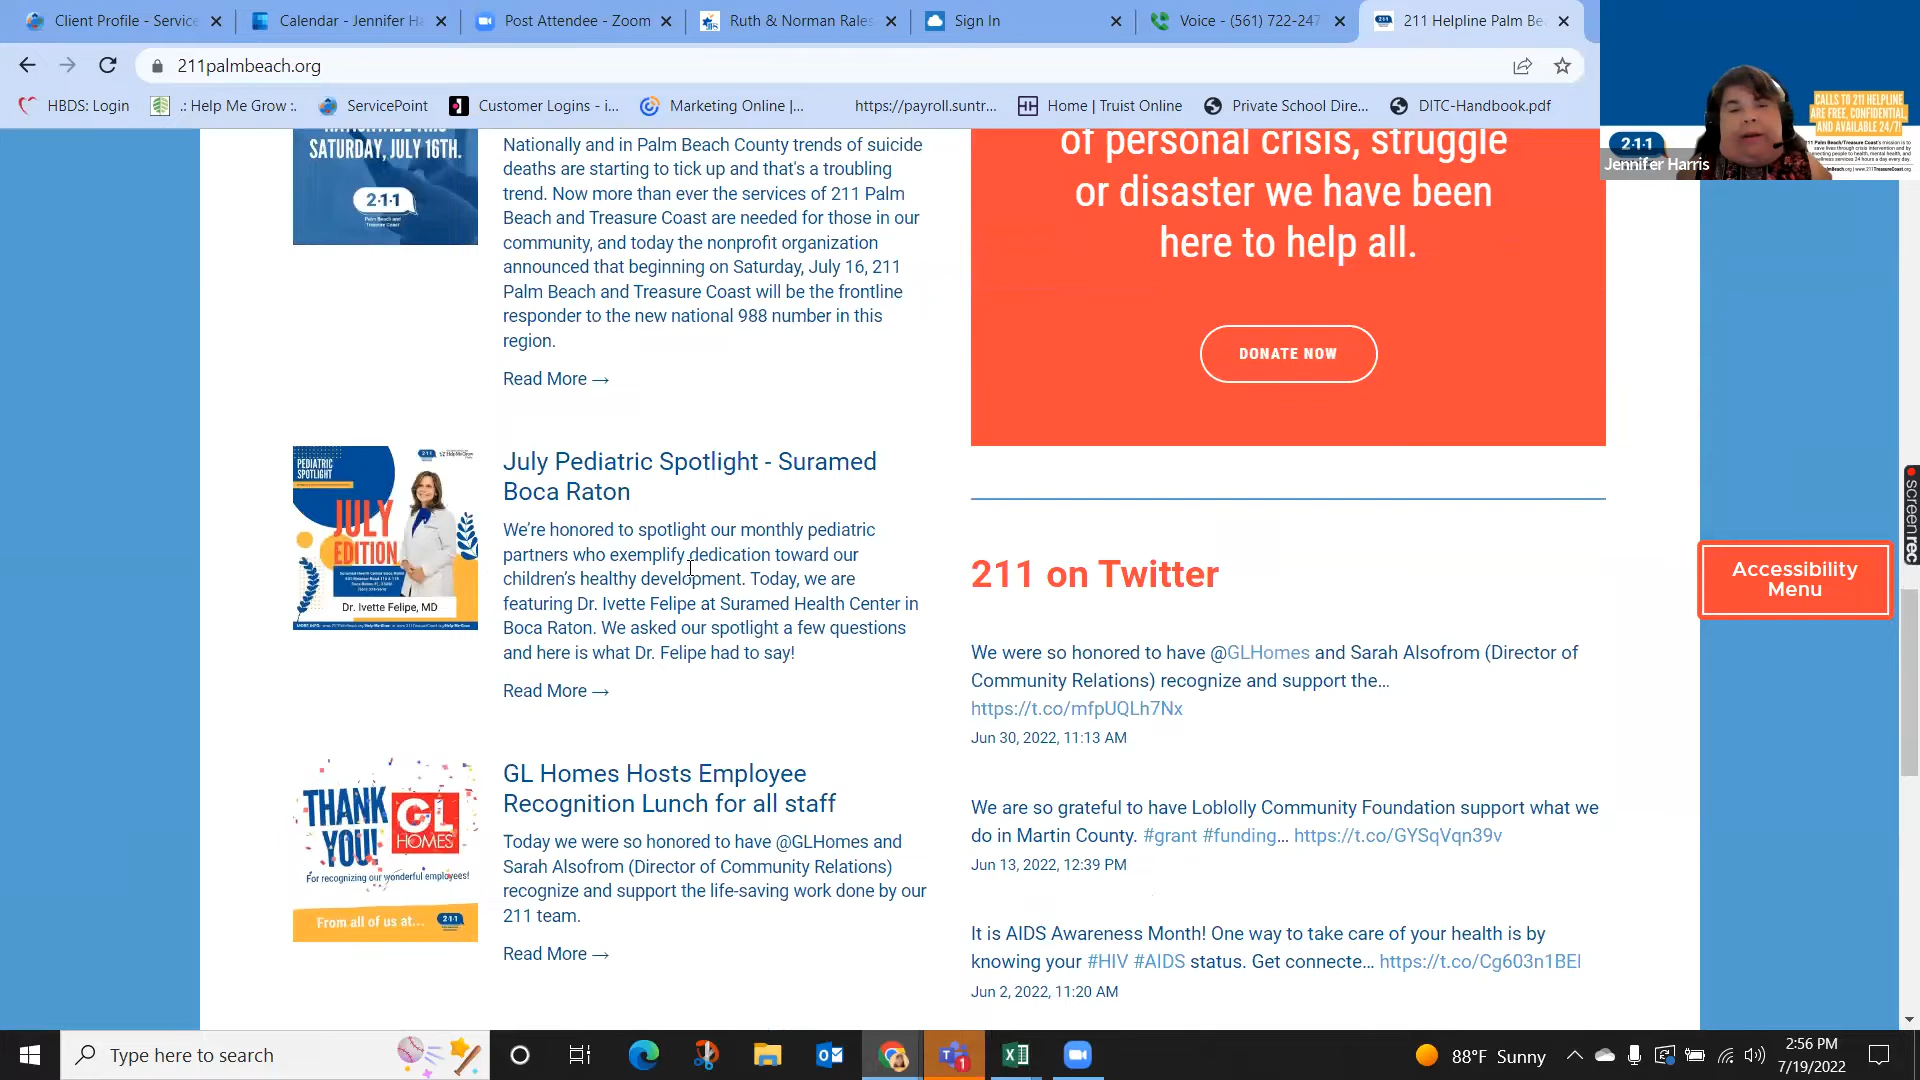 Client Profile - Service
Calendar - Jennifer Ha
Post Attendee - Zoom
Ruth & Norman Rales
Sign In
Voice - (561) 722-247
211 Helpline Palm Be
211palmbeach.org
HBDS: Login
.: Help Me Grow :.
ServicePoint
Customer Logins - i...
Marketing Online |...
https://payroll.suntr...
Home | Truist Online
Private School Dire...
DITC-Handbook.pdf
CALLS TO 211 HELPLINE
ARE FREE, CONFIDENTIAL,
AND AVAILABLE 24/7!
2-1-1
Jennifer Harris
SATURDAY, JULY 16TH.
2·1·1
Palm Beach and
Treasure Coast
Nationally and in Palm Beach County trends of suicide
deaths are starting to tick up and that's a troubling
trend. Now more than ever the services of 211 Palm
Beach and Treasure Coast are needed for those in our
community, and today the nonprofit organization
announced that beginning on Saturday, July 16, 211
Palm Beach and Treasure Coast will be the frontline
responder to the new national 988 number in this
region.
Read More →
of personal crisis, struggle
or disaster we have been
here to help all.
DONATE NOW
PEDIATRIC
SPOTLIGHT
JULY
EDITION
Dr. Ivette Felipe, MD
July Pediatric Spotlight - Suramed
Boca Raton
We're honored to spotlight our monthly pediatric
partners who exemplify dedication toward our
children's healthy development. Today, we are
featuring Dr. Ivette Felipe at Suramed Health Center in
Boca Raton. We asked our spotlight a few questions
and here is what Dr. Felipe had to say!
Read More →
THANK
YOU!
GL
HOMES
For recognizing our wonderful employees!
From all of us at...
2-1-1
GL Homes Hosts Employee
Recognition Lunch for all staff
Today we were so honored to have @GLHomes and
Sarah Alsofrom (Director of Community Relations)
recognize and support the life-saving work done by our
211 team.
Read More →
211 on Twitter
We were so honored to have @GLHomes and Sarah Alsofrom (Director of
Community Relations) recognize and support the…
https://t.co/mfpUQLh7Nx
Jun 30, 2022, 11:13 AM
We are so grateful to have Loblolly Community Foundation support what we
do in Martin County. #grant #funding… https://t.co/GYSqVqn39v
Jun 13, 2022, 12:39 PM
It is AIDS Awareness Month! One way to take care of your health is by
knowing your #HIV #AIDS status. Get connecte… https://t.co/Cg603n1BEl
Jun 2, 2022, 11:20 AM
Accessibility
Menu
screenrec
Type here to search
1
88°F Sunny
2:56 PM
7/19/2022